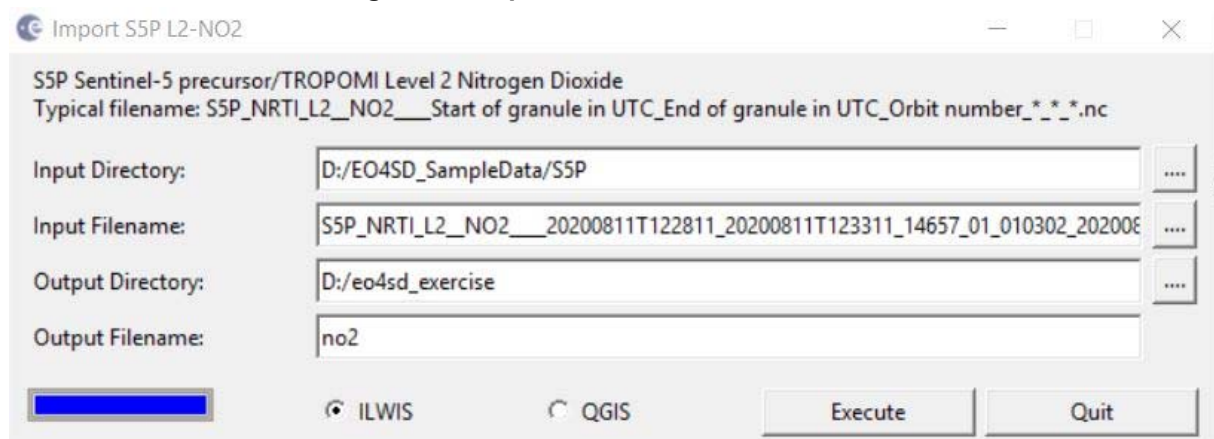 Import S5P L2-NO2
S5P Sentinel-5 precursor/TROPOMI Level 2 Nitrogen Dioxide
Typical filename: S5P_NRTI_L2__NO2____Start of granule in UTC_End of granule in UTC_Orbit number_*_*_*.nc
Input Directory: D:/EO4SD_SampleData/S5P ....
Input Filename: S5P_NRTI_L2__NO2____20200811T122811_20200811T123311_14657_01_010302_202008 ....
Output Directory: D:/eo4sd_exercise ....
Output Filename: no2
ILWIS QGIS Execute Quit